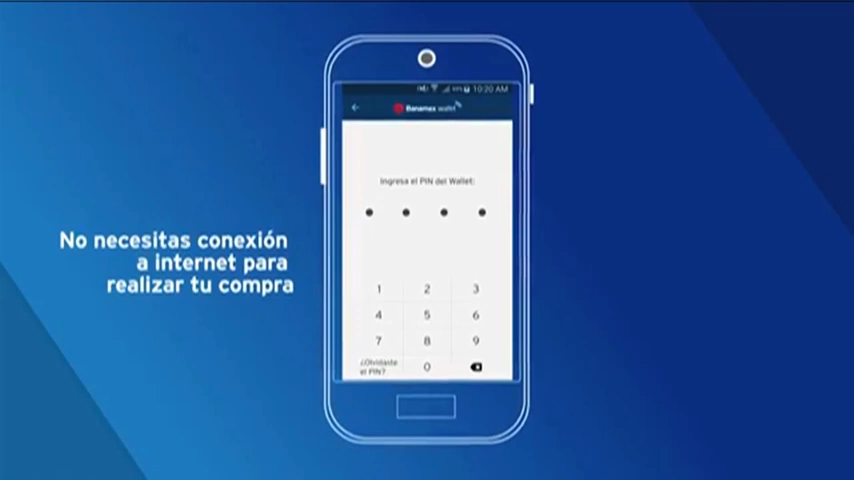 No necesitas conexión
a internet para
realizar tu compra
10:20 AM
Banamex wallet
Ingresa el PIN del Wallet:
1 2 3
4 5 6
7 8 9
¿Olvidaste
el PIN?
0